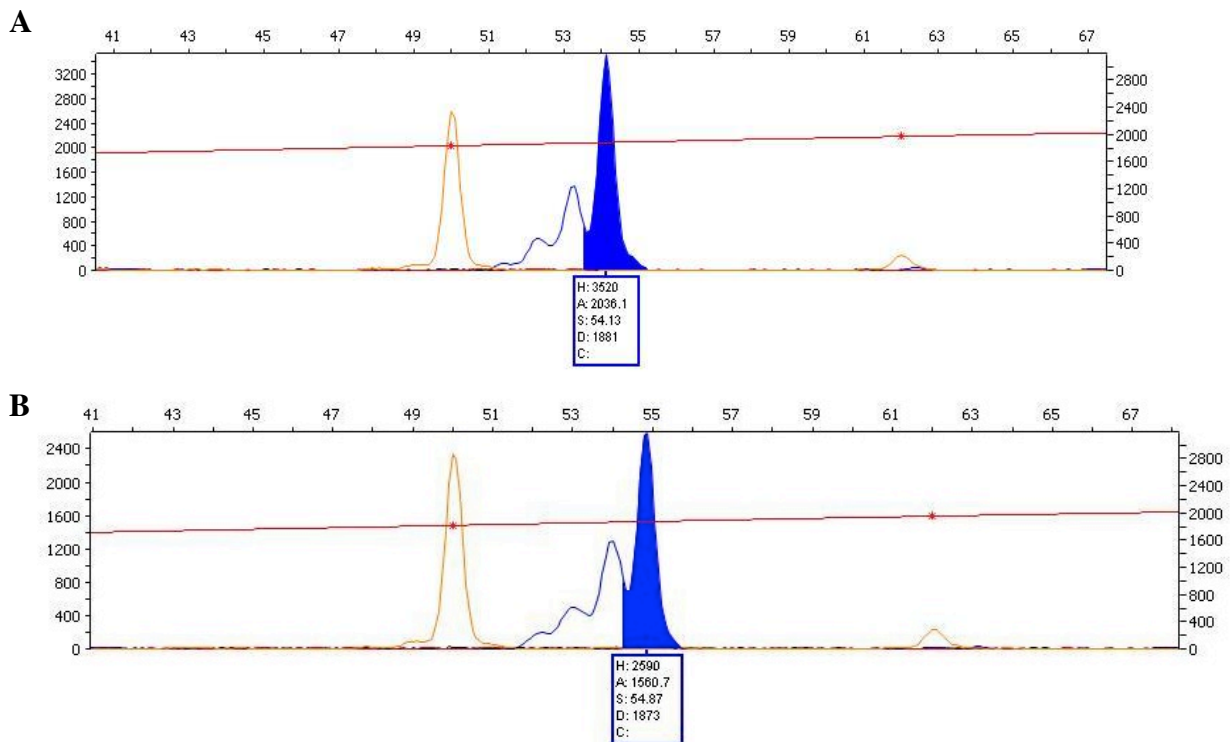 A
41 43 45 47 49 51 53 55 57 59 61 63 65 67
3200 2800
2800 2400
2400 2000
2000 1600
1600 1200
1200 800
800 400
400 0
0
H: 3520
A: 2036.1
S: 54.13
D: 1881
C:
B
41 43 45 47 49 51 53 55 57 59 61 63 65 67
2400 2800
2000 2400
1600 2000
1200 1600
800 1200
400 800
0 400
0
H: 2590
A: 1560.7
S: 54.87
D: 1873
C: